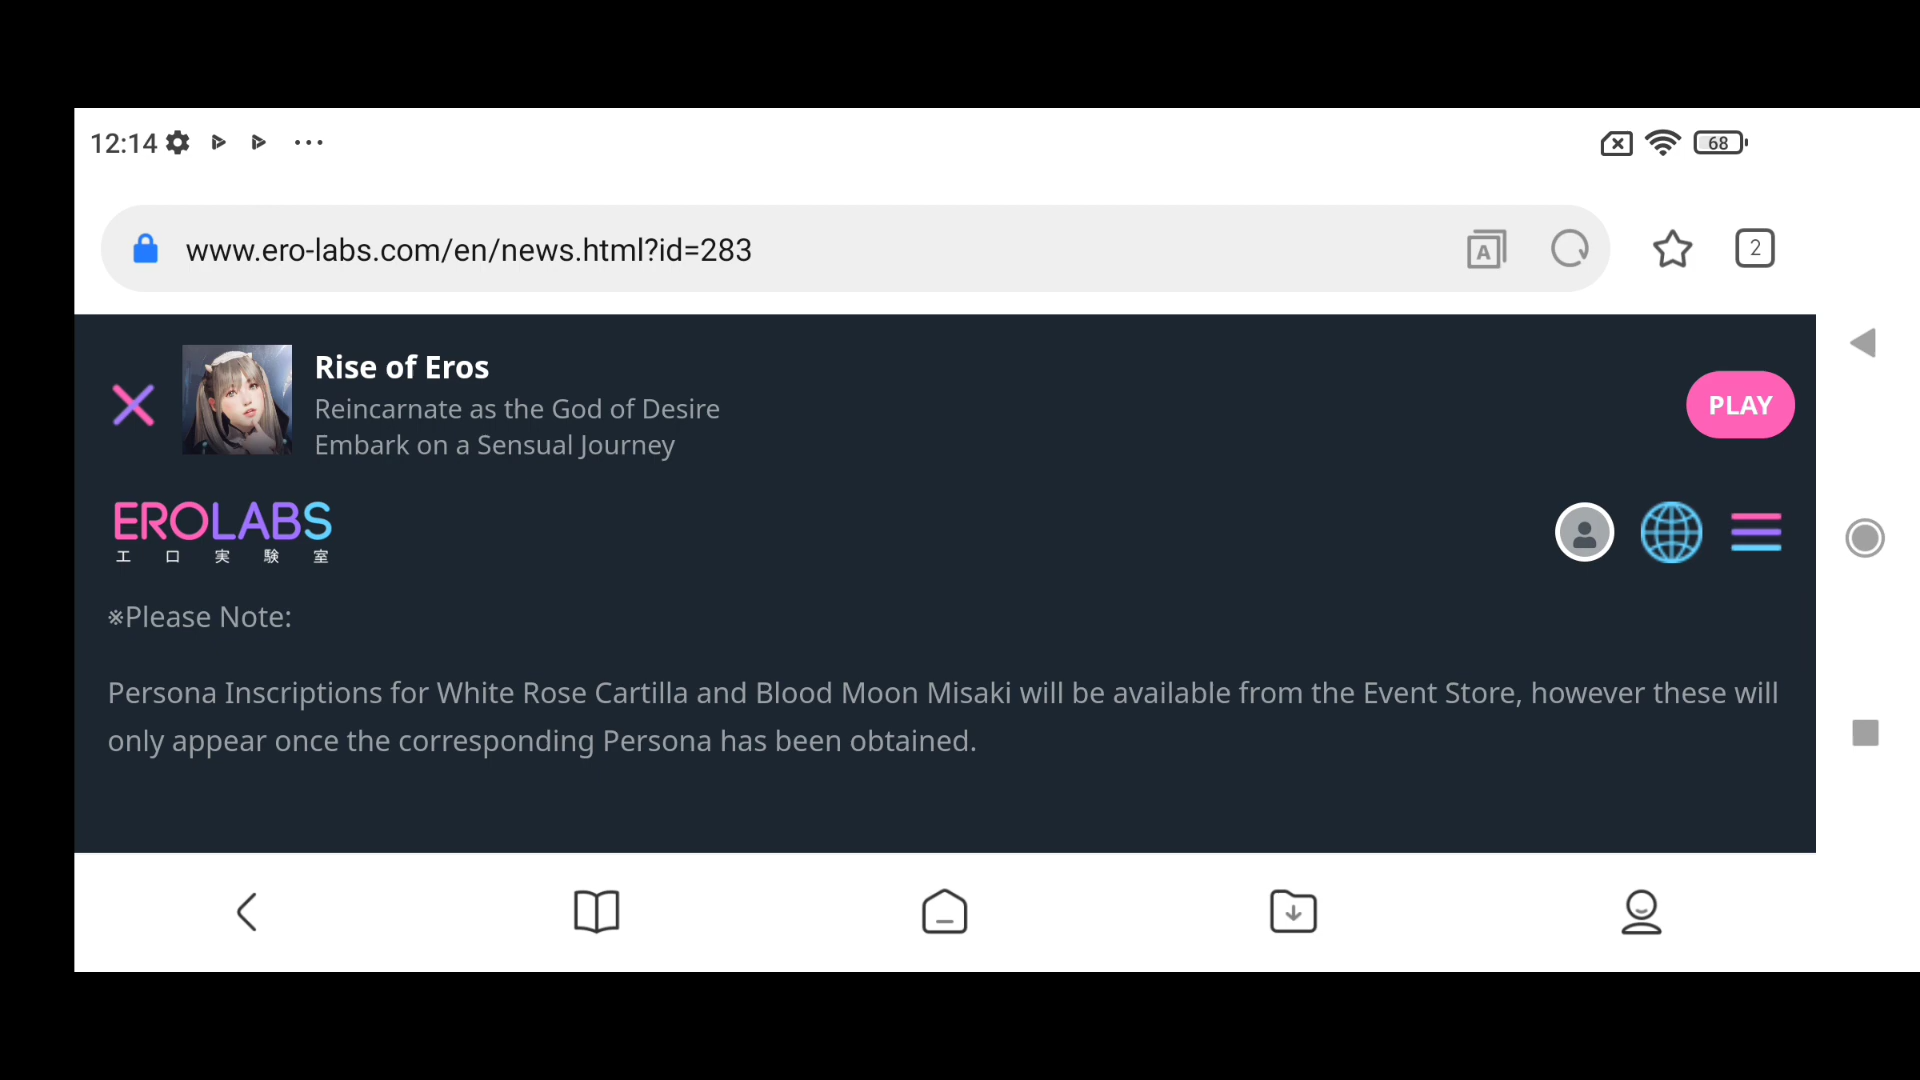 12:14
68
www.ero-labs.com/en/news.html?id=283
A
2
Rise of Eros
Reincarnate as the God of Desire
Embark on a Sensual Journey
PLAY
EROLABS
エロ実験室
※Please Note:
Persona Inscriptions for White Rose Cartilla and Blood Moon Misaki will be available from the Event Store, however these will
only appear once the corresponding Persona has been obtained.